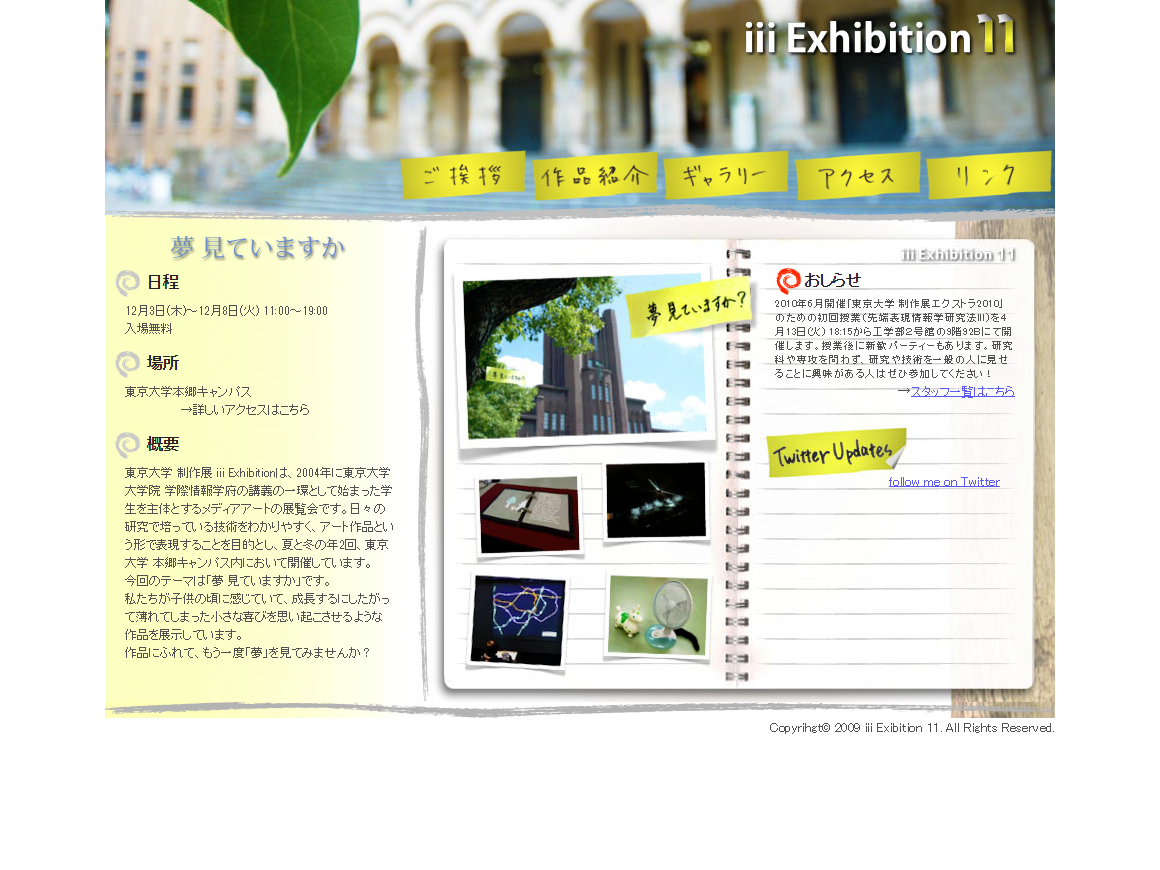 iii Exhibition 11
ご挨拶
作品紹介
ギャラリー
アクセス
リンク
夢 見ていますか
日程
12月3日(木)～12月8日(火) 11:00～19:00
入場無料
場所
東京大学本郷キャンパス
→詳しいアクセスはこちら
概要
東京大学 制作展 iii Exhibitionは、2004年に東京大学
大学院 学際情報学府の講義の一環として始まった学
生を主体とするメディアアートの展覧会です。日々の
研究で培っている技術をわかりやすく、アート作品とい
う形で表現することを目的とし、夏と冬の年2回、東京
大学 本郷キャンパス内において開催しています。
今回のテーマは「夢 見ていますか」です。
私たちが子供の頃に感じていて、成長するにしたがっ
て薄れてしまった小さな喜びを思い起こさせるような
作品を展示しています。
作品にふれて、もう一度「夢」を見てみませんか？
夢見ていますか?
iii Exhibition 11
おしらせ
2010年6月開催「東京大学 制作展エクストラ2010」
のための初回授業(先端表現情報学研究法III)を4
月13日(火) 18:15から工学部2号館の9階92Bにて開
催します。授業後に新歓パーティーもあります。研究
科や専攻を問わず、研究や技術を一般の人に見せ
ることに興味がある人はぜひ参加してください！
→スタッフ一覧はこちら
Twitter Updates
follow me on Twitter
Copyrihgt© 2009 iii Exibition 11. All Rights Reserved.